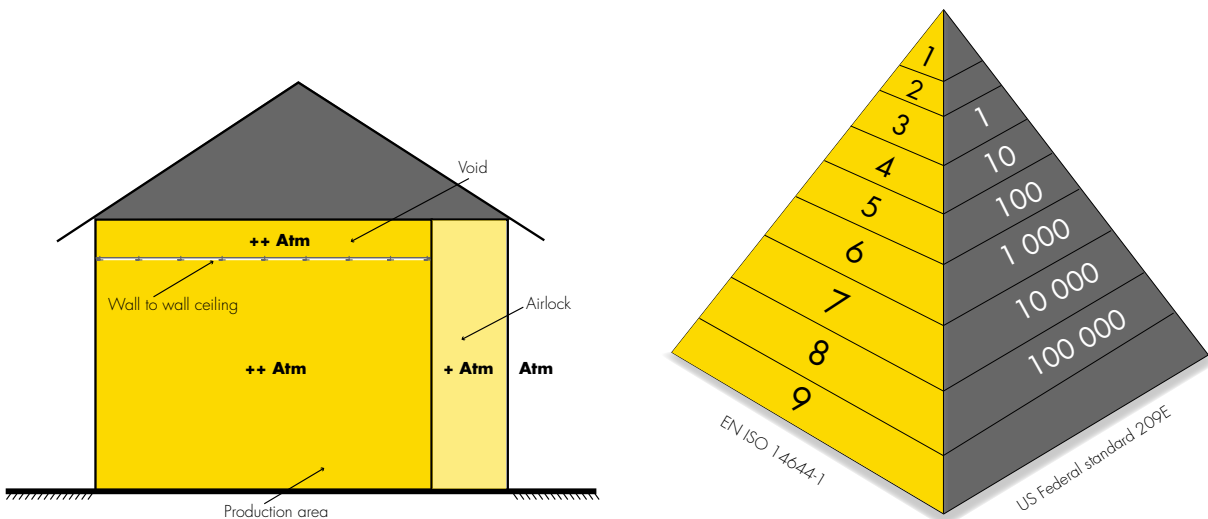 Void
++ Atm
Wall to wall ceiling
Airlock
++ Atm
+ Atm
Atm
Production area
1
2
3
4
5
6
7
8
9
EN ISO 14644-1
1
10
100
1 000
10 000
100 000
US Federal standard 209E